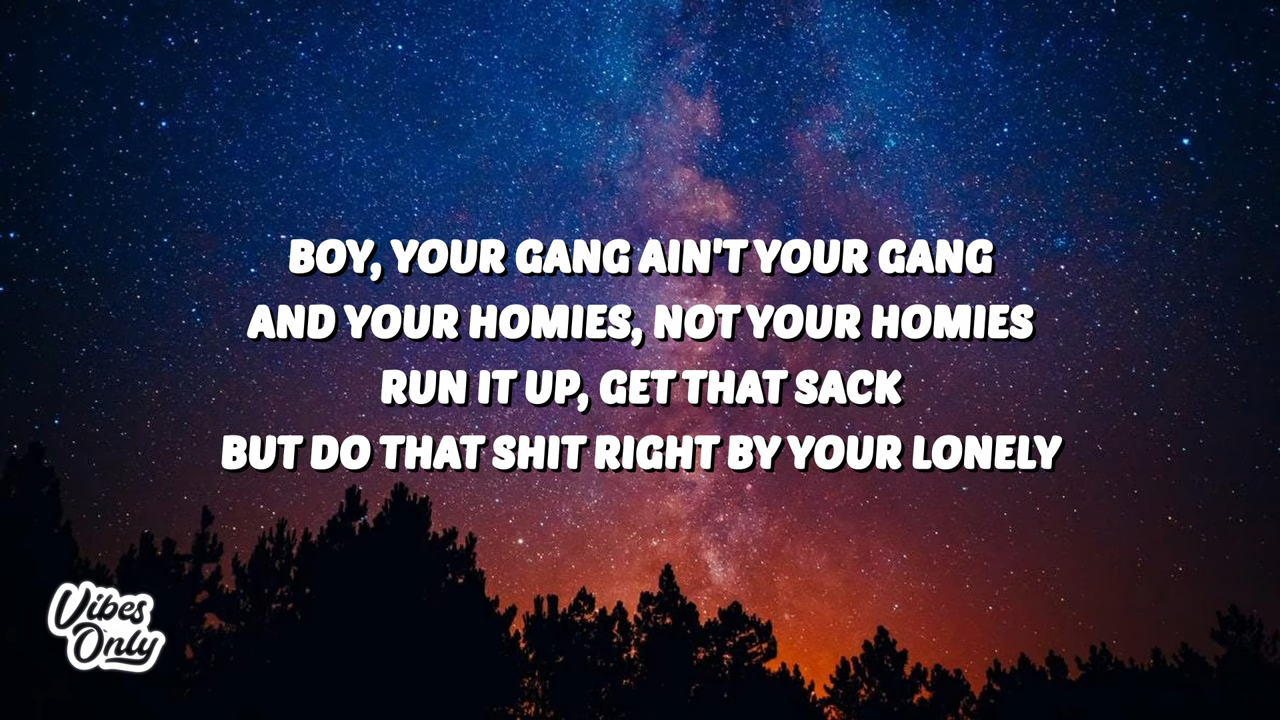 BOY, YOUR GANG AIN'T YOUR GANG
AND YOUR HOMIES, NOT YOUR HOMIES
RUN IT UP, GET THAT SACK
BUT DO THAT SHIT RIGHT BY YOUR LONELY
Vibes
Only